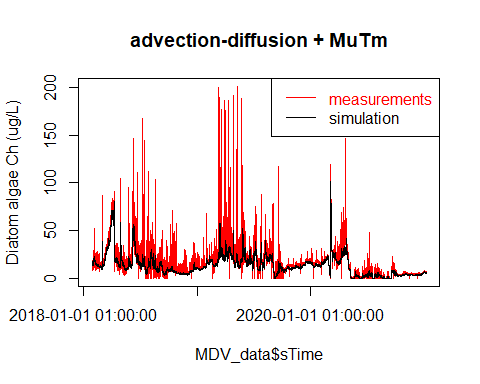 advection-diffusion + MuTm
Diatom algae Ch (ug/L)
200
150
100
50
0
measurements
simulation
2018-01-01 01:00:00
2020-01-01 01:00:00
MDV_data$sTime